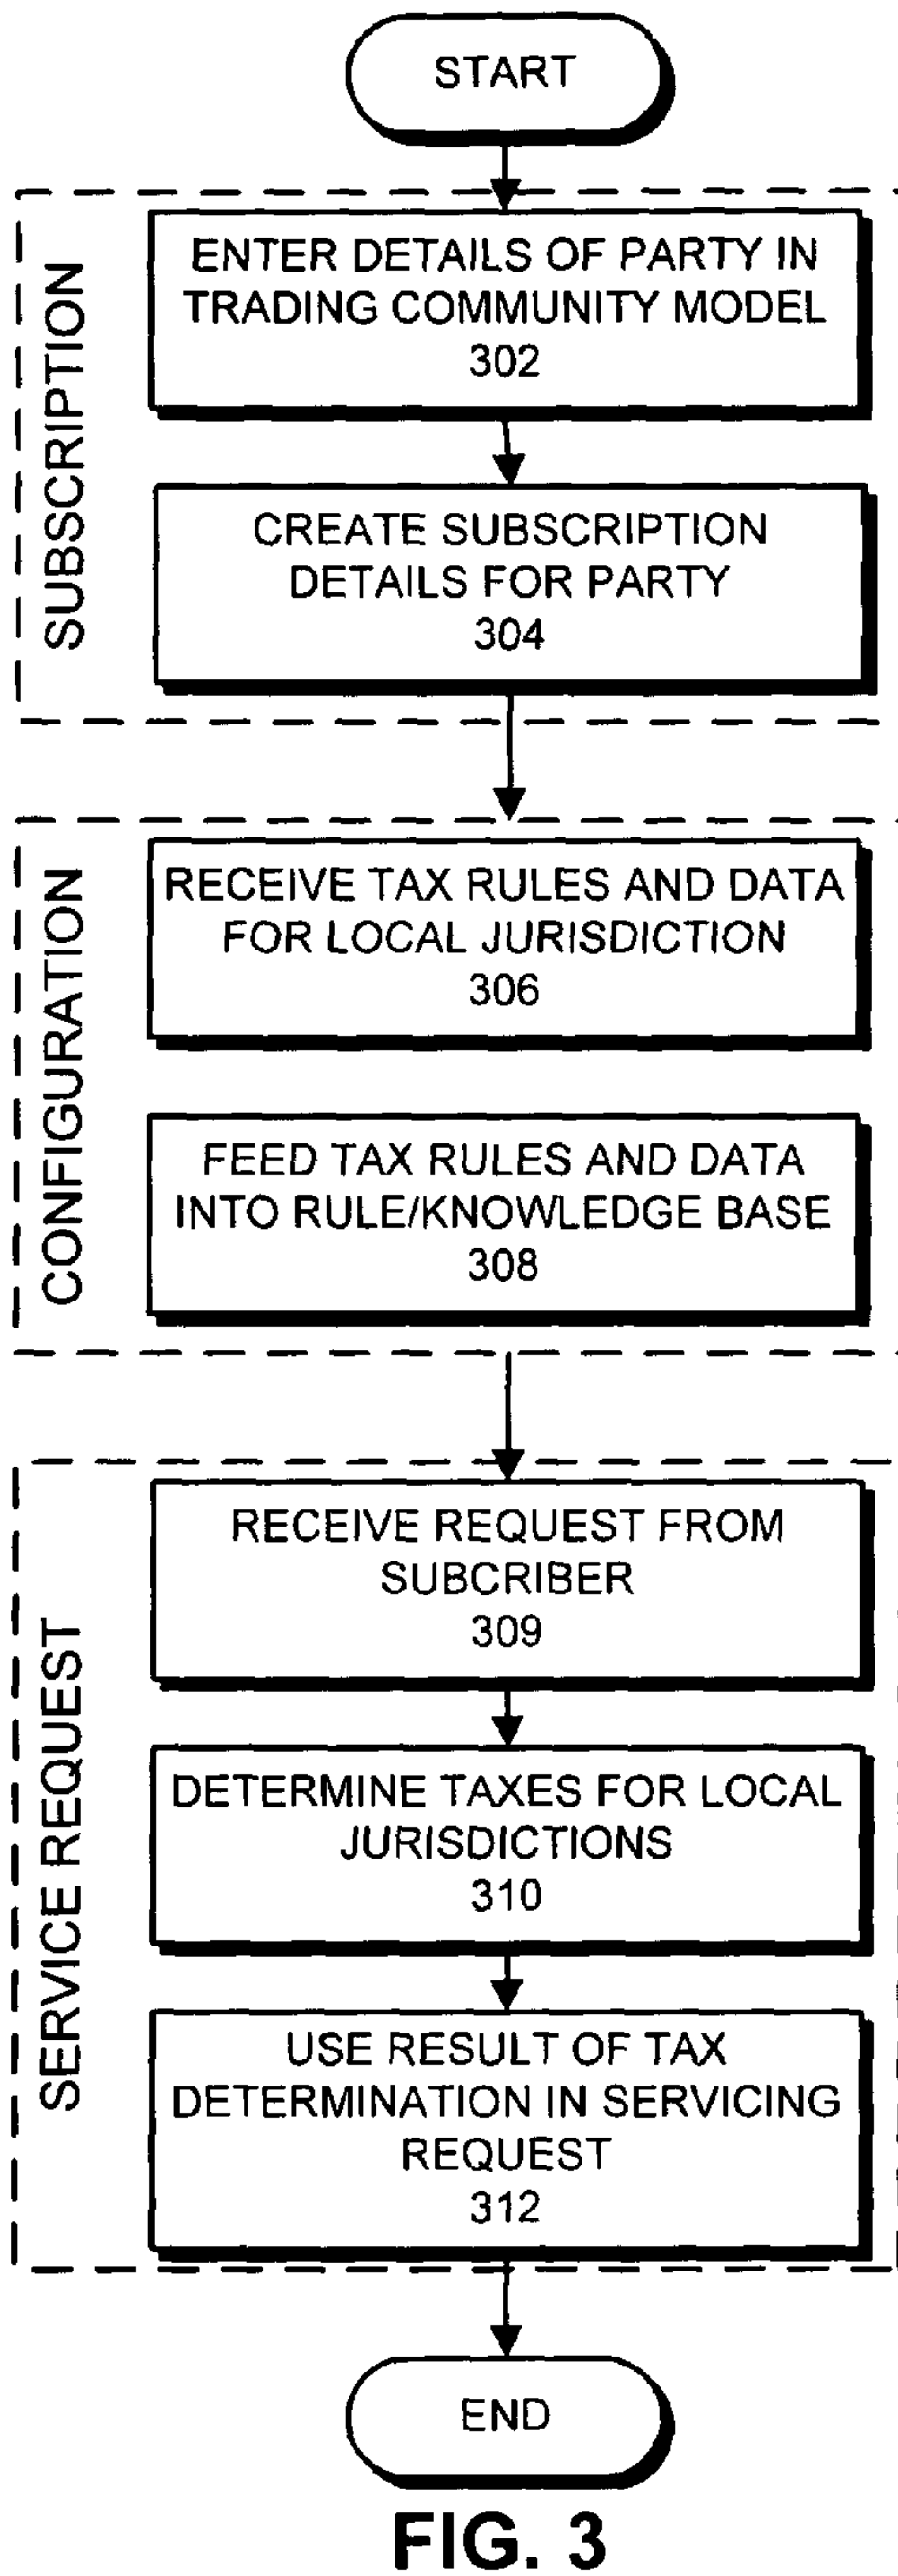 START
SUBSCRIPTION
ENTER DETAILS OF PARTY IN
TRADING COMMUNITY MODEL
302
CREATE SUBSCRIPTION
DETAILS FOR PARTY
304
CONFIGURATION
RECEIVE TAX RULES AND DATA
FOR LOCAL JURISDICTION
306
FEED TAX RULES AND DATA
INTO RULE/KNOWLEDGE BASE
308
SERVICE REQUEST
RECEIVE REQUEST FROM
SUBCRIBER
309
DETERMINE TAXES FOR LOCAL
JURISDICTIONS
310
USE RESULT OF TAX
DETERMINATION IN SERVICING
REQUEST
312
END
FIG. 3